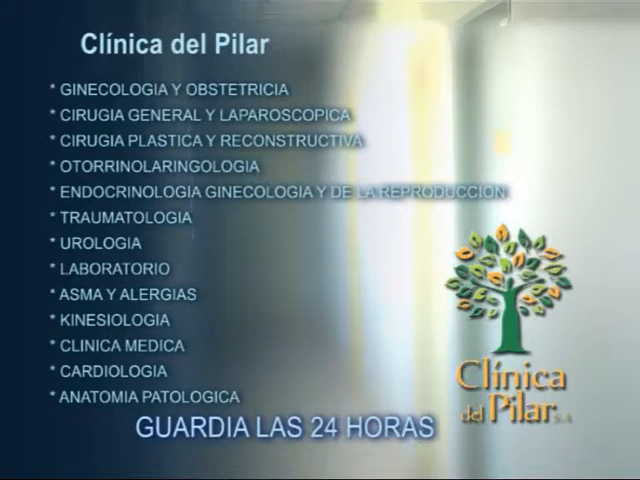 Clínica del Pilar
* GINECOLOGIA Y OBSTETRICIA
* CIRUGIA GENERAL Y LAPAROSCOPICA
* CIRUGIA PLASTICA Y RECONSTRUCTIVA
* OTORRINOLARINGOLOGIA
* ENDOCRINOLOGIA GINECOLOGIA Y DE LA REPRODUCCION
* TRAUMATOLOGIA
* UROLOGIA
* LABORATORIO
* ASMA Y ALERGIAS
* KINESIOLOGIA
* CLINICA MEDICA
* CARDIOLOGIA
* ANATOMIA PATOLOGICA
GUARDIA LAS 24 HORAS
Clínica
del Pilar S.A